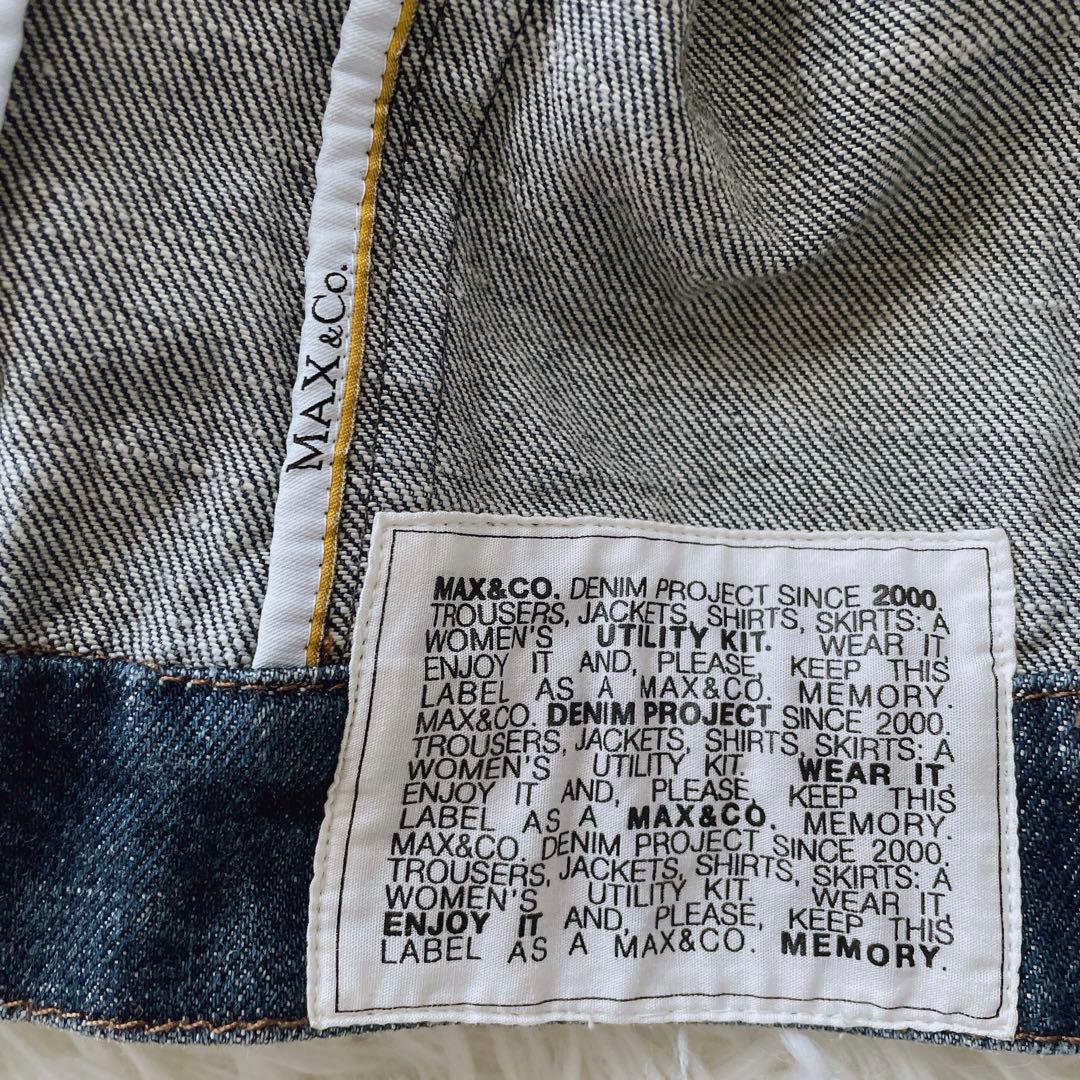 MAX & Co.
MAX&CO. DENIM PROJECT SINCE 2000.
TROUSERS, JACKETS, SHIRTS, SKIRTS: A
WOMEN'S UTILITY KIT. WEAR IT,
ENJOY IT AND, PLEASE, KEEP THIS
LABEL AS A MAX&CO. MEMORY.
MAX&CO. DENIM PROJECT SINCE 2000.
TROUSERS, JACKETS, SHIRTS, SKIRTS: A
WOMEN'S UTILITY KIT. WEAR IT,
ENJOY IT AND, PLEASE, KEEP THIS
LABEL AS A MAX&CO. MEMORY.
MAX&CO. DENIM PROJECT SINCE 2000.
TROUSERS, JACKETS, SHIRTS, SKIRTS: A
WOMEN'S UTILITY KIT. WEAR IT,
ENJOY IT AND, PLEASE, KEEP THIS
LABEL AS A MAX&CO. MEMORY.